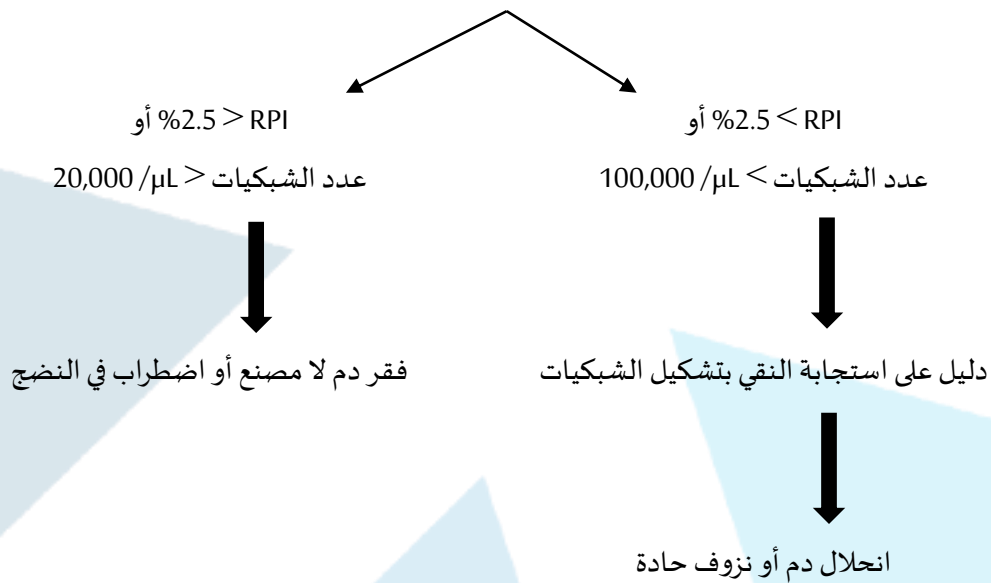 RPI > 2.5% أو
عدد الشبكيات > 100,000 /µL
دليل على استجابة النقي بتشكيل الشبكيات
انحلال دم أو نزوف حادة
RPI < 2.5% أو
عدد الشبكيات < 20,000 /µL
فقر دم لا مصنع أو اضطراب في النضج